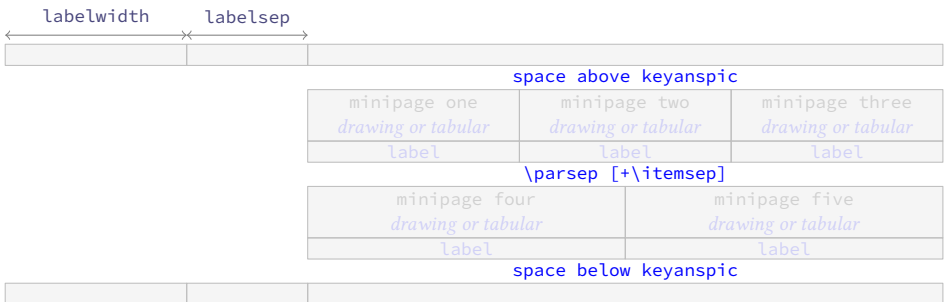 labelwidth labelsep
space above keyanspic
minipage one minipage two minipage three
drawing or tabular drawing or tabular drawing or tabular
label label label
\parsep [+\itemsep]
minipage four minipage five
drawing or tabular drawing or tabular
label label
space below keyanspic